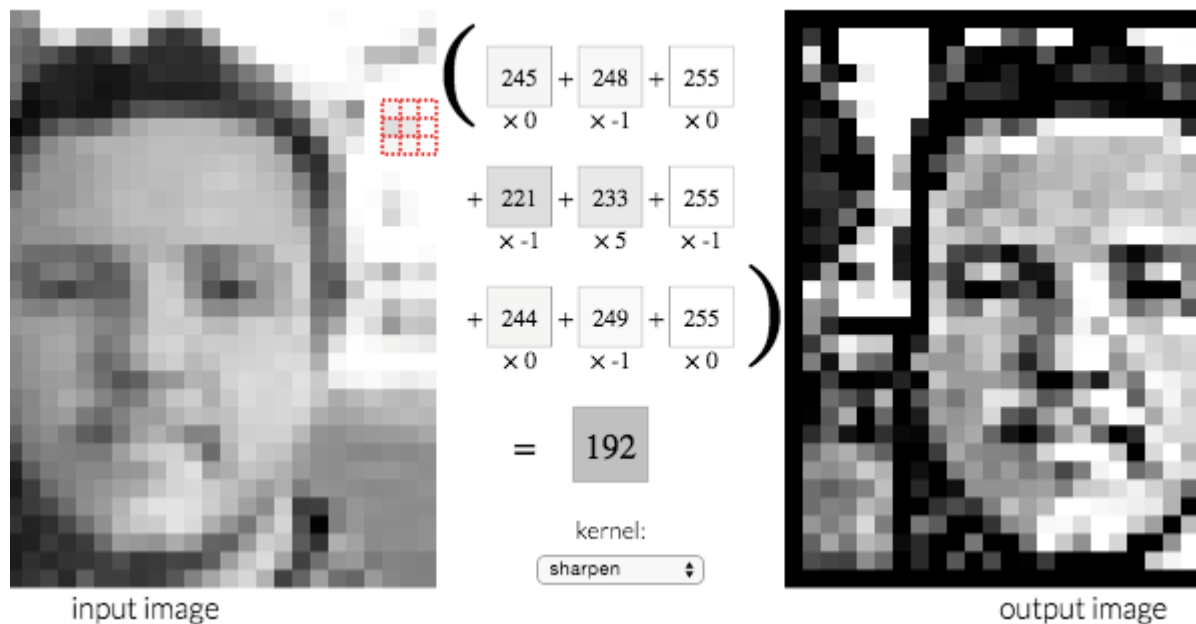 ( 245 + 248 + 255
× 0 × -1 × 0
+ 221 + 233 + 255
× -1 × 5 × -1
+ 244 + 249 + 255 )
× 0 × -1 × 0
= 192
kernel:
sharpen
input image
output image